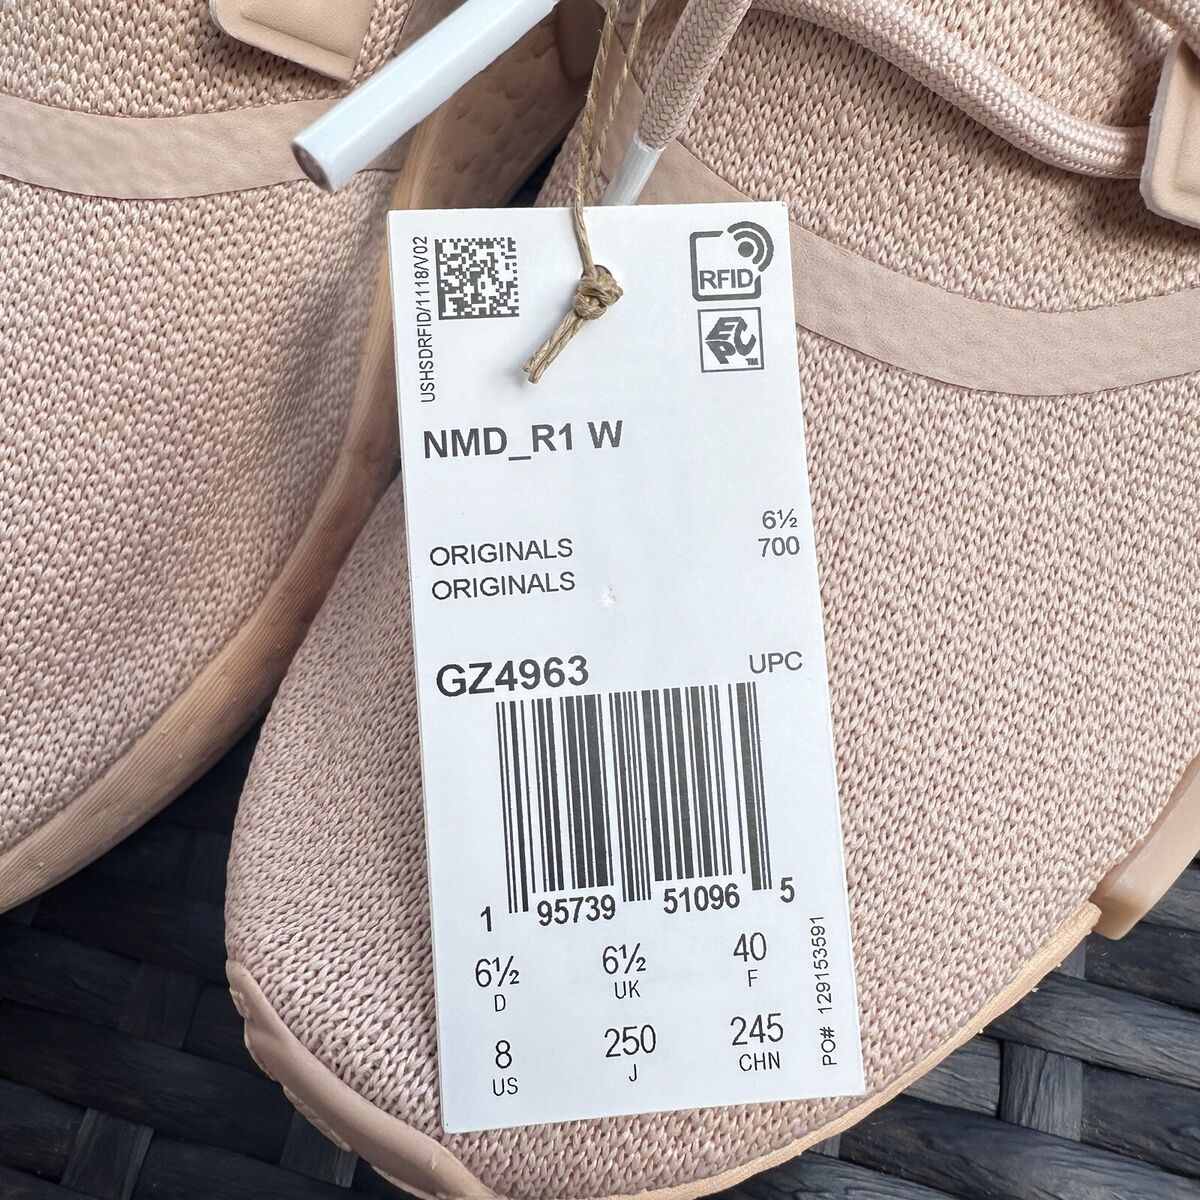 USHSDRFID/1118/V02
RFID
EPC™
NMD_R1 W
6½
ORIGINALS 700
ORIGINALS
GZ4963 UPC
1 95739 51096 5
6½ 6½ 40
D UK F
8 250 245
US J CHN
PO# 129153591